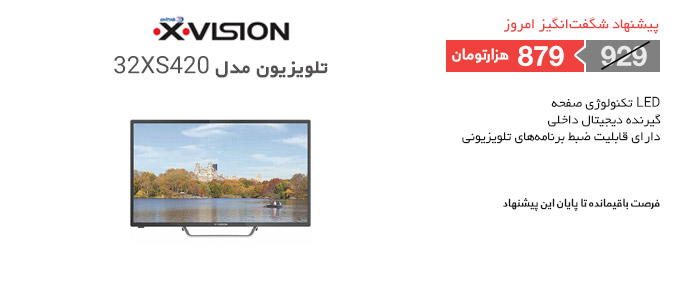 پیشنهاد شگفت‌انگیز امروز
929
879 هزارتومان
X.VISION
تلویزیون مدل 32XS420
LED تکنولوژی صفحه
گیرنده دیجیتال داخلی
دارای قابلیت ضبط برنامه‌های تلویزیونی
فرصت باقیمانده تا پایان این پیشنهاد